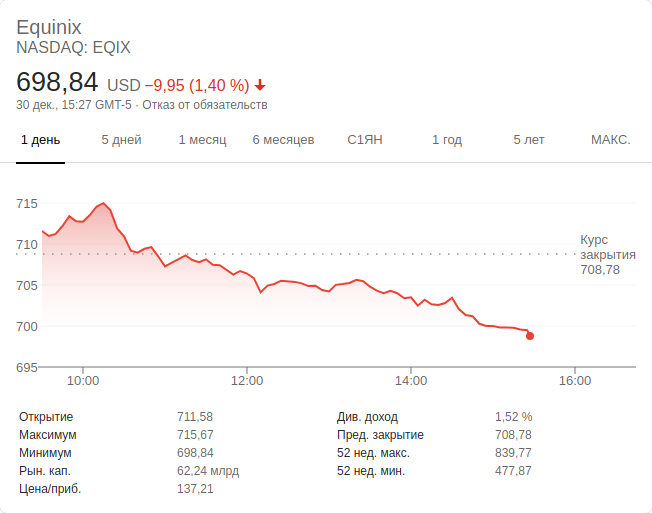 Equinix
NASDAQ: EQIX
698,84 USD −9,95 (1,40 %)
30 дек., 15:27 GMT-5 · Отказ от обязательств
1 день 5 дней 1 месяц 6 месяцев С1ЯН 1 год 5 лет МАКС.
715
710
705
700
695
Курс
закрытия
708,78
10:00 12:00 14:00 16:00
Открытие 711,58 Див. доход 1,52 %
Максимум 715,67 Пред. закрытие 708,78
Минимум 698,84 52 нед. макс. 839,77
Рын. кап. 62,24 млрд 52 нед. мин. 477,87
Цена/приб. 137,21